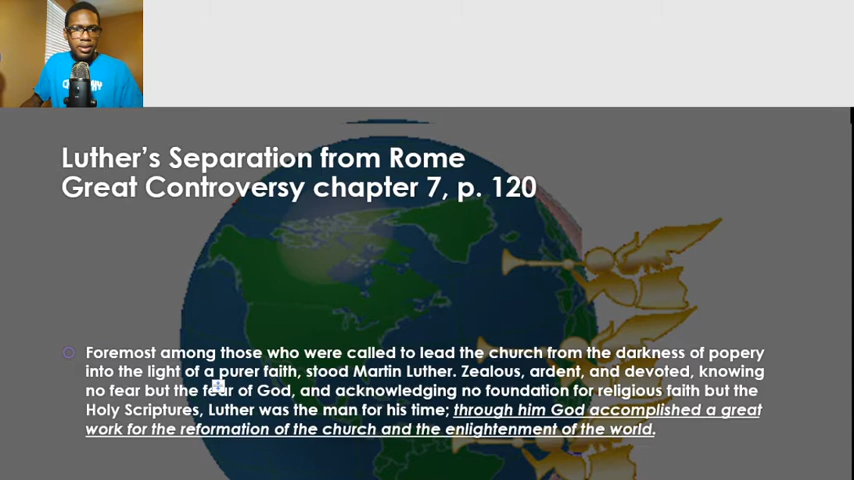 Luther's Separation from Rome
Great Controversy chapter 7, p. 120
Foremost among those who were called to lead the church from the darkness of popery
into the light of a purer faith, stood Martin Luther. Zealous, ardent, and devoted, knowing
no fear but the fear of God, and acknowledging no foundation for religious faith but the
Holy Scriptures, Luther was the man for his time; through him God accomplished a great
work for the reformation of the church and the enlightenment of the world.